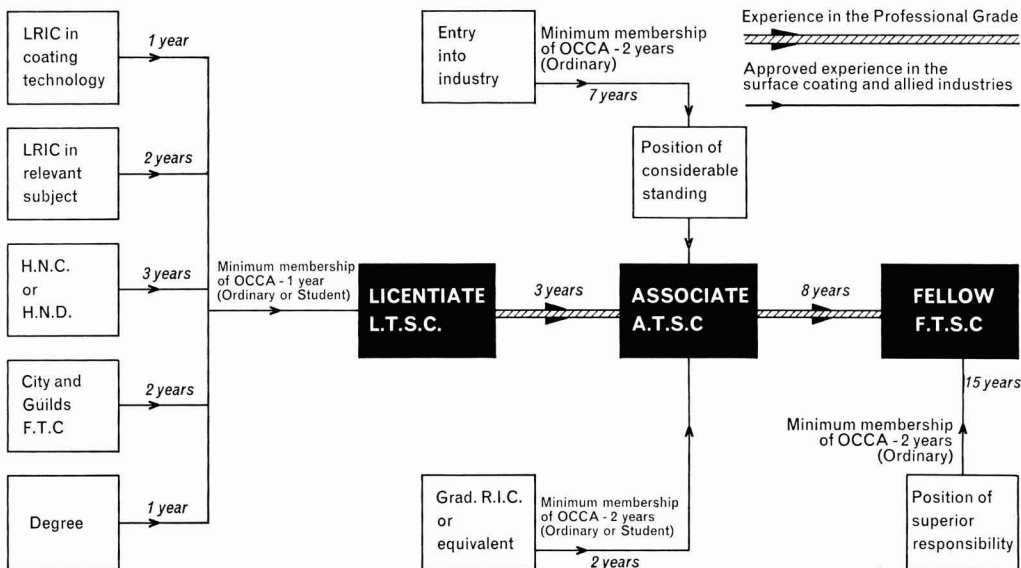 LRIC in
coating
technology
1 year
LRIC in
relevant
subject
2 years
H.N.C.
or
H.N.D.
3 years
City and
Guilds
F.T.C
2 years
Degree
1 year
Minimum membership
of OCCA - 1 year
(Ordinary or Student)
LICENTIATE
L.T.S.C.
3 years
Entry
into
industry
Minimum membership
of OCCA - 2 years
(Ordinary)
7 years
Position of
considerable
standing
ASSOCIATE
A.T.S.C
Grad. R.I.C.
or
equivalent
Minimum membership
of OCCA - 2 years
(Ordinary or Student)
2 years
8 years
FELLOW
F.T.S.C
15 years
Minimum membership
of OCCA - 2 years
(Ordinary)
Position of
superior
responsibility
Experience in the Professional Grade
Approved experience in the
surface coating and allied industries